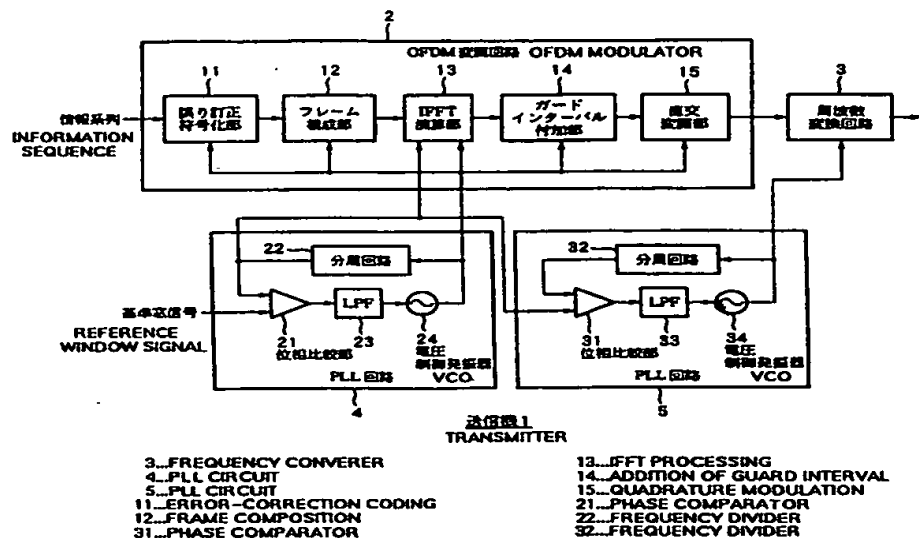 2
OFDM 変調回路 OFDM MODULATOR
11
12
13
14
15
3
情報系列
INFORMATION
SEQUENCE
誤り訂正
符号化部
フレーム
構成部
IFFT
演算部
ガード
インターバル
付加部
直交
変調部
周波数
変換回路
22
分周回路
32
分周回路
基準窓信号
REFERENCE
WINDOW SIGNAL
LPF
LPF
21
23
24
31
33
34
位相比較部
電圧
制御発振器
VCO
位相比較部
電圧
制御発振器
VCO
PLL 回路
PLL 回路
4
5
送信機1
TRANSMITTER
3...FREQUENCY CONVERER
4...PLL CIRCUIT
5...PLL CIRCUIT
11...ERROR-CORRECTION CODING
12...FRAME COMPOSITION
31...PHASE COMPARATOR
13...IFFT PROCESSING
14...ADDITION OF GUARD INTERVAL
15...QUADRATURE MODULATION
21...PHASE COMPARATOR
22...FREQUENCY DIVIDER
32...FREQUENCY DIVIDER